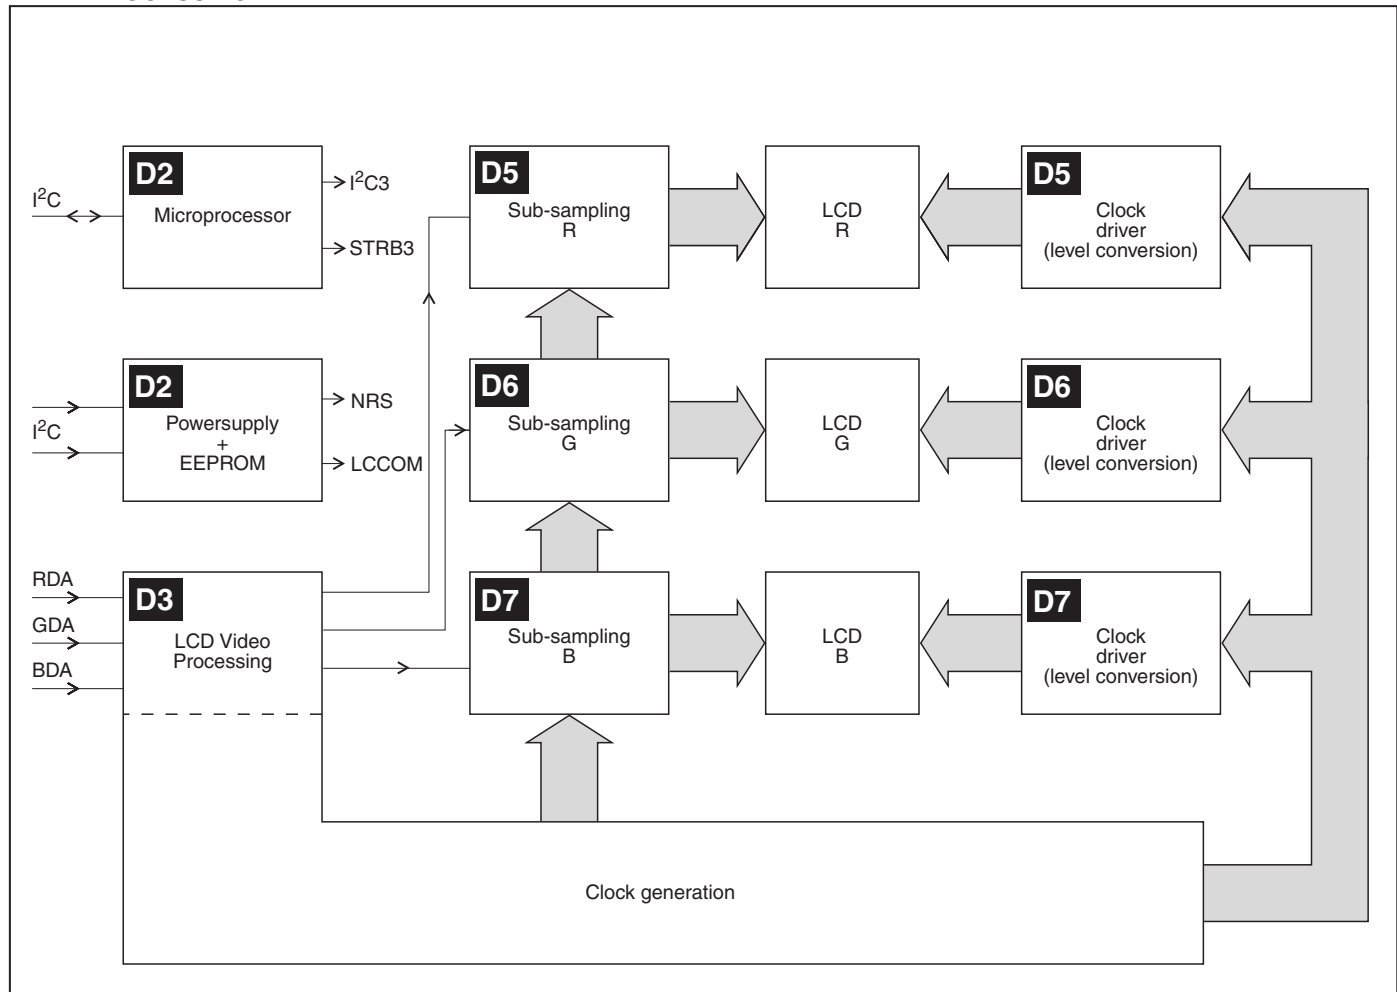 D2
I²C
Microprocessor
I²C3
STRB3
D5
Sub-sampling
R
LCD
R
D5
Clock
driver
(level conversion)
D2
I²C
Powersupply
+
EEPROM
NRS
LCCOM
D6
Sub-sampling
G
LCD
G
D6
Clock
driver
(level conversion)
RDA
GDA
BDA
D3
LCD Video
Processing
D7
Sub-sampling
B
LCD
B
D7
Clock
driver
(level conversion)
Clock generation